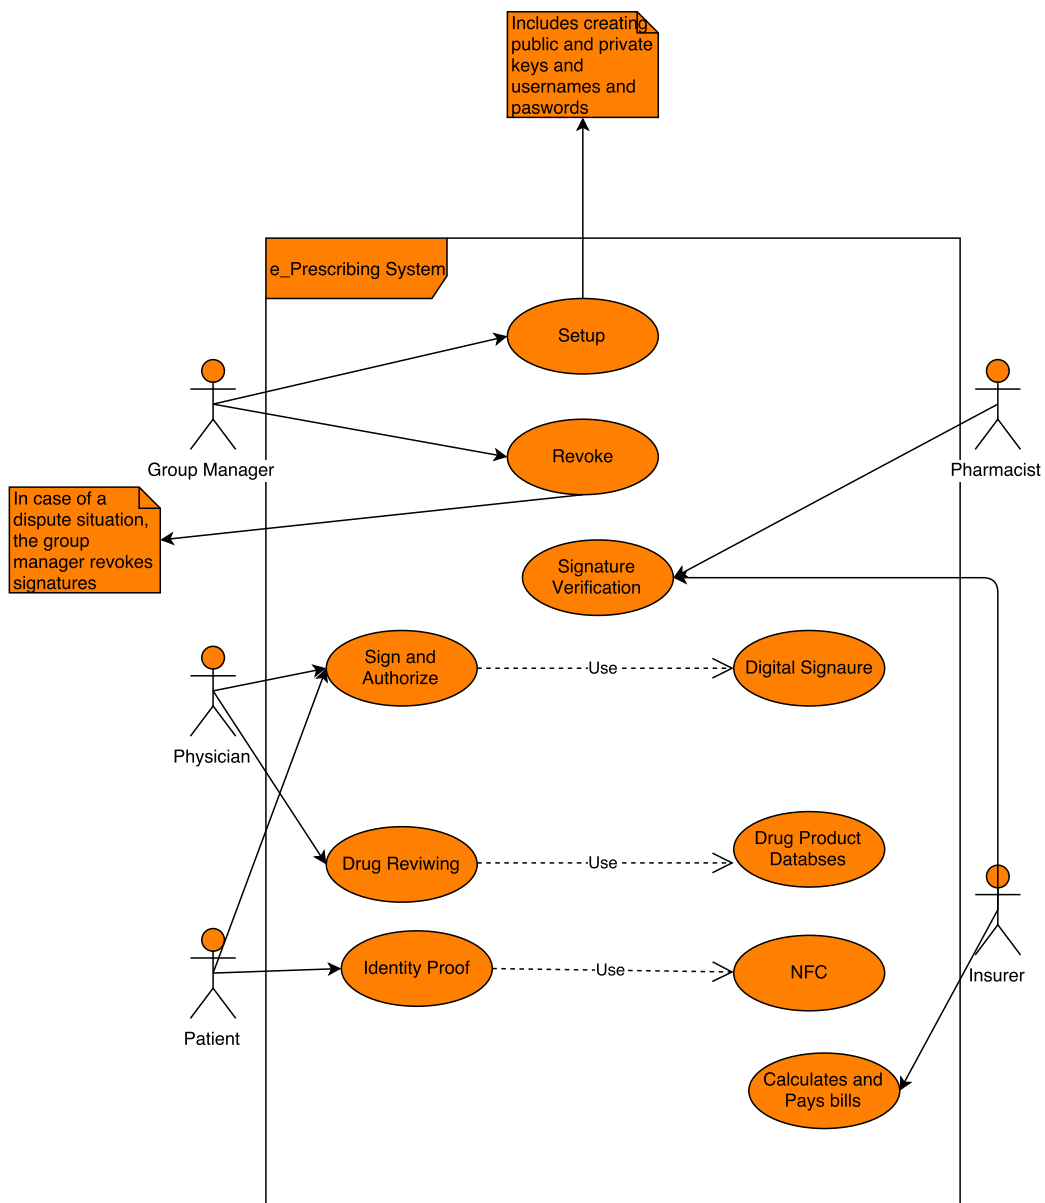 Includes creating
public and private
keys and
usernames and
paswords
e_Prescribing System
Setup
Group Manager
Revoke
Pharmacist
In case of a
dispute situation,
the group
manager revokes
signatures
Signature
Verification
Sign and
Authorize
Use
Digital Signaure
Physician
Drug Reviwing
Use
Drug Product
Databses
Identity Proof
Use
NFC
Insurer
Patient
Calculates and
Pays bills